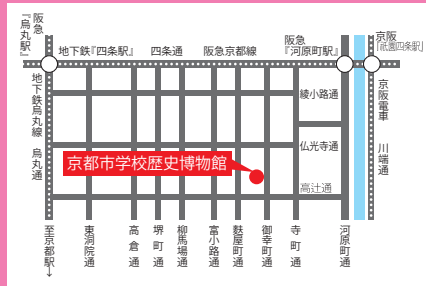 阪急
『烏丸駅』
地下鉄『四条駅』
四条通
阪急京都線
阪急
『河原町駅』
京阪
『祇園四条駅』
地下鉄烏丸線 烏丸通
綾小路通
仏光寺通
高辻通
京阪電車 川端通
京都市学校歴史博物館
至京都駅→
東洞院通
高倉通
堺町通
柳馬場通
富小路通
麩屋町通
御幸町通
寺町通
河原町通